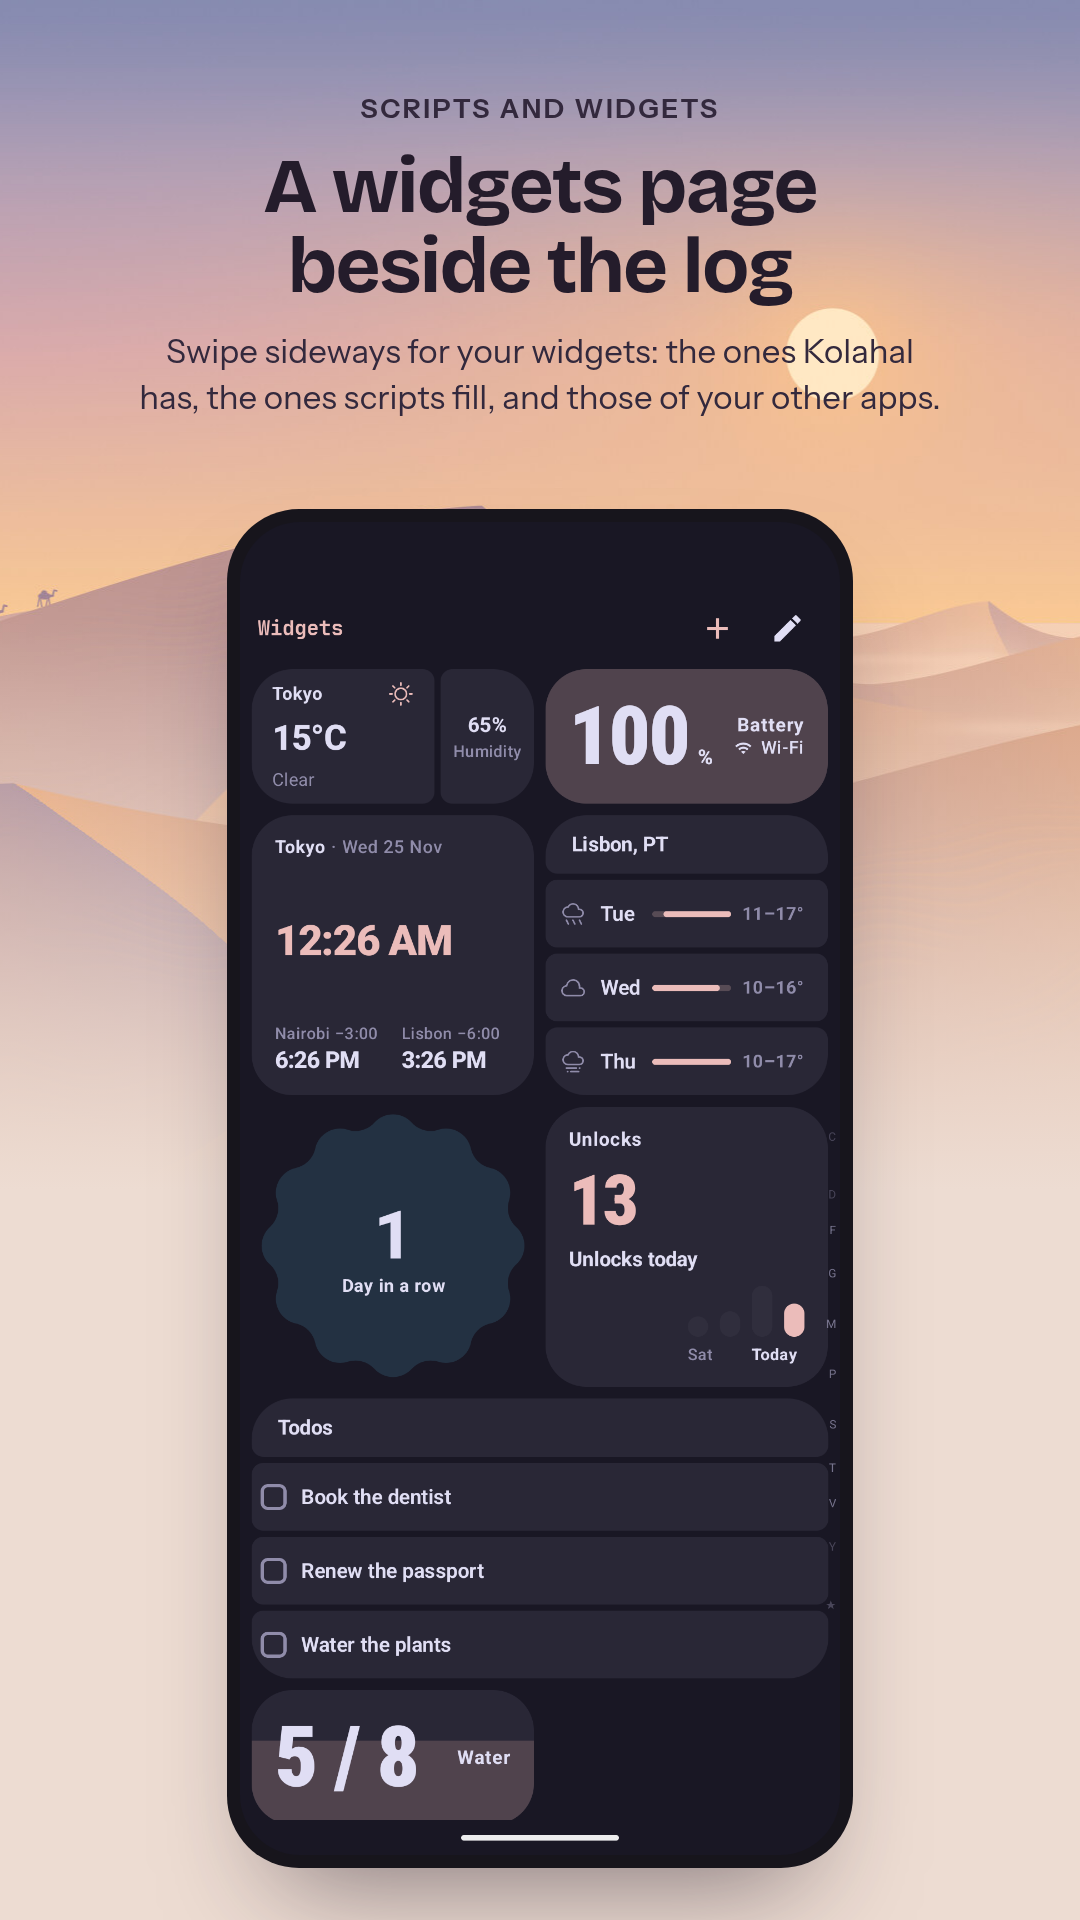 SCRIPTS AND WIDGETS
A widgets page
beside the log
Swipe sideways for your widgets: the ones Kolahal
has, the ones scripts fill, and those of your other apps.
Widgets
Tokyo
15°C
Clear
65%
Humidity
100 %
Battery
Wi-Fi
Tokyo · Wed 25 Nov
12:26 AM
Nairobi −3:00
6:26 PM
Lisbon −6:00
3:26 PM
Lisbon, PT
Tue 11–17°
Wed 10–16°
Thu 10–17°
1
Day in a row
Unlocks
13
Unlocks today
Sat Today
C
D
F
G
M
P
S
T
V
Y
★
Todos
Book the dentist
Renew the passport
Water the plants
5 / 8 Water